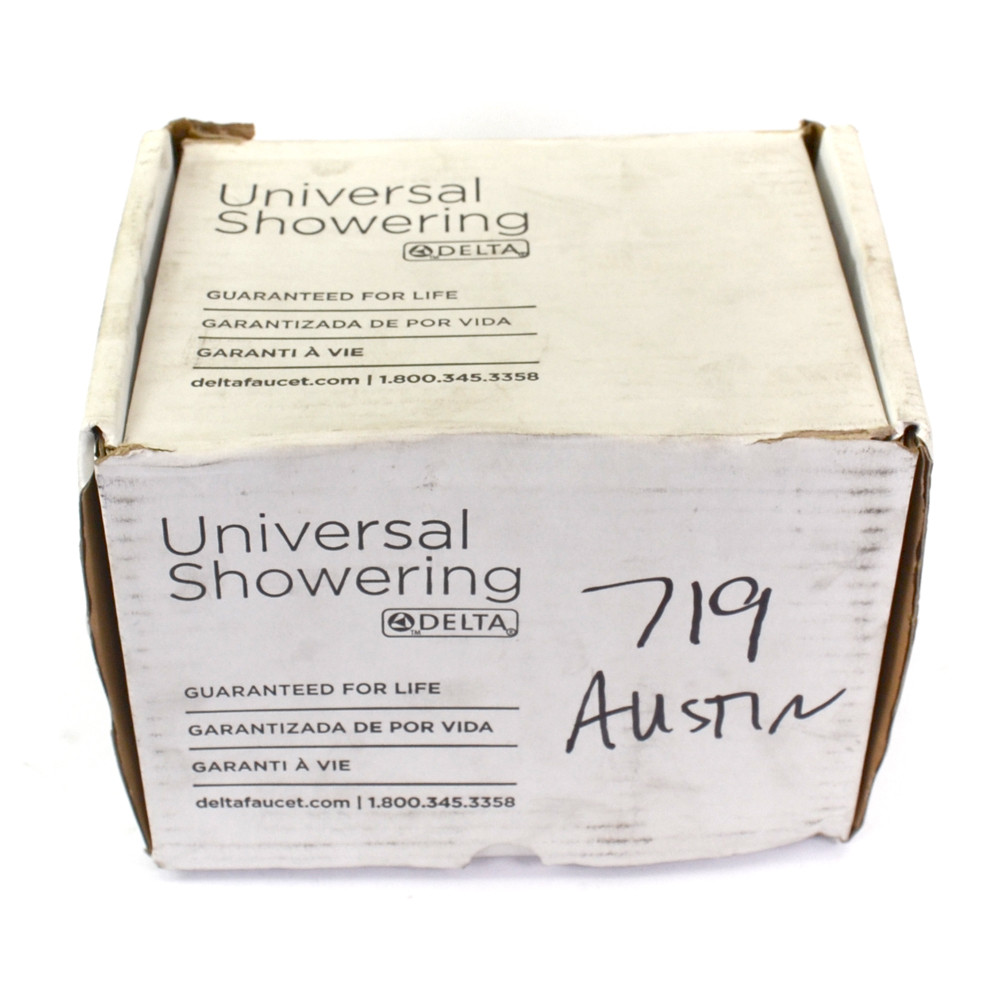 Universal
Showering
DELTA®
GUARANTEED FOR LIFE
GARANTIZADA DE POR VIDA
GARANTI À VIE
deltafaucet.com | 1.800.345.3358
Universal
Showering
™DELTA®
GUARANTEED FOR LIFE
GARANTIZADA DE POR VIDA
GARANTI À VIE
deltafaucet.com | 1.800.345.3358
719
AUSTIN